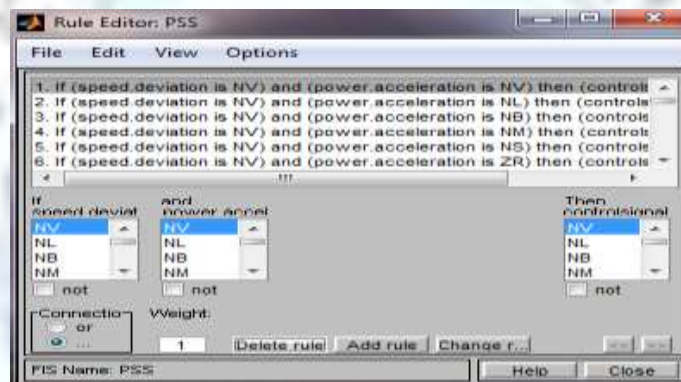 Rule Editor: PSS
File Edit View Options
1. If (speed.deviation is NV) and (power.acceleration is NV) then (controls
2. If (speed.deviation is NV) and (power.acceleration is NL) then (controls
3. If (speed.deviation is NV) and (power.acceleration is NB) then (controls
4. If (speed.deviation is NV) and (power.acceleration is NM) then (controls
5. If (speed.deviation is NV) and (power.acceleration is NS) then (controls
6. If (speed.deviation is NV) and (power.acceleration is ZR) then (controls
If and Then
speed.deviat power.accel controlsignal
NV NV NV
NL NL NL
NB NB NB
NM NM NM
not not not
Connectio Weight:
or
... 1 Delete rule Add rule Change r... << >>
FIS Name: PSS Help Close